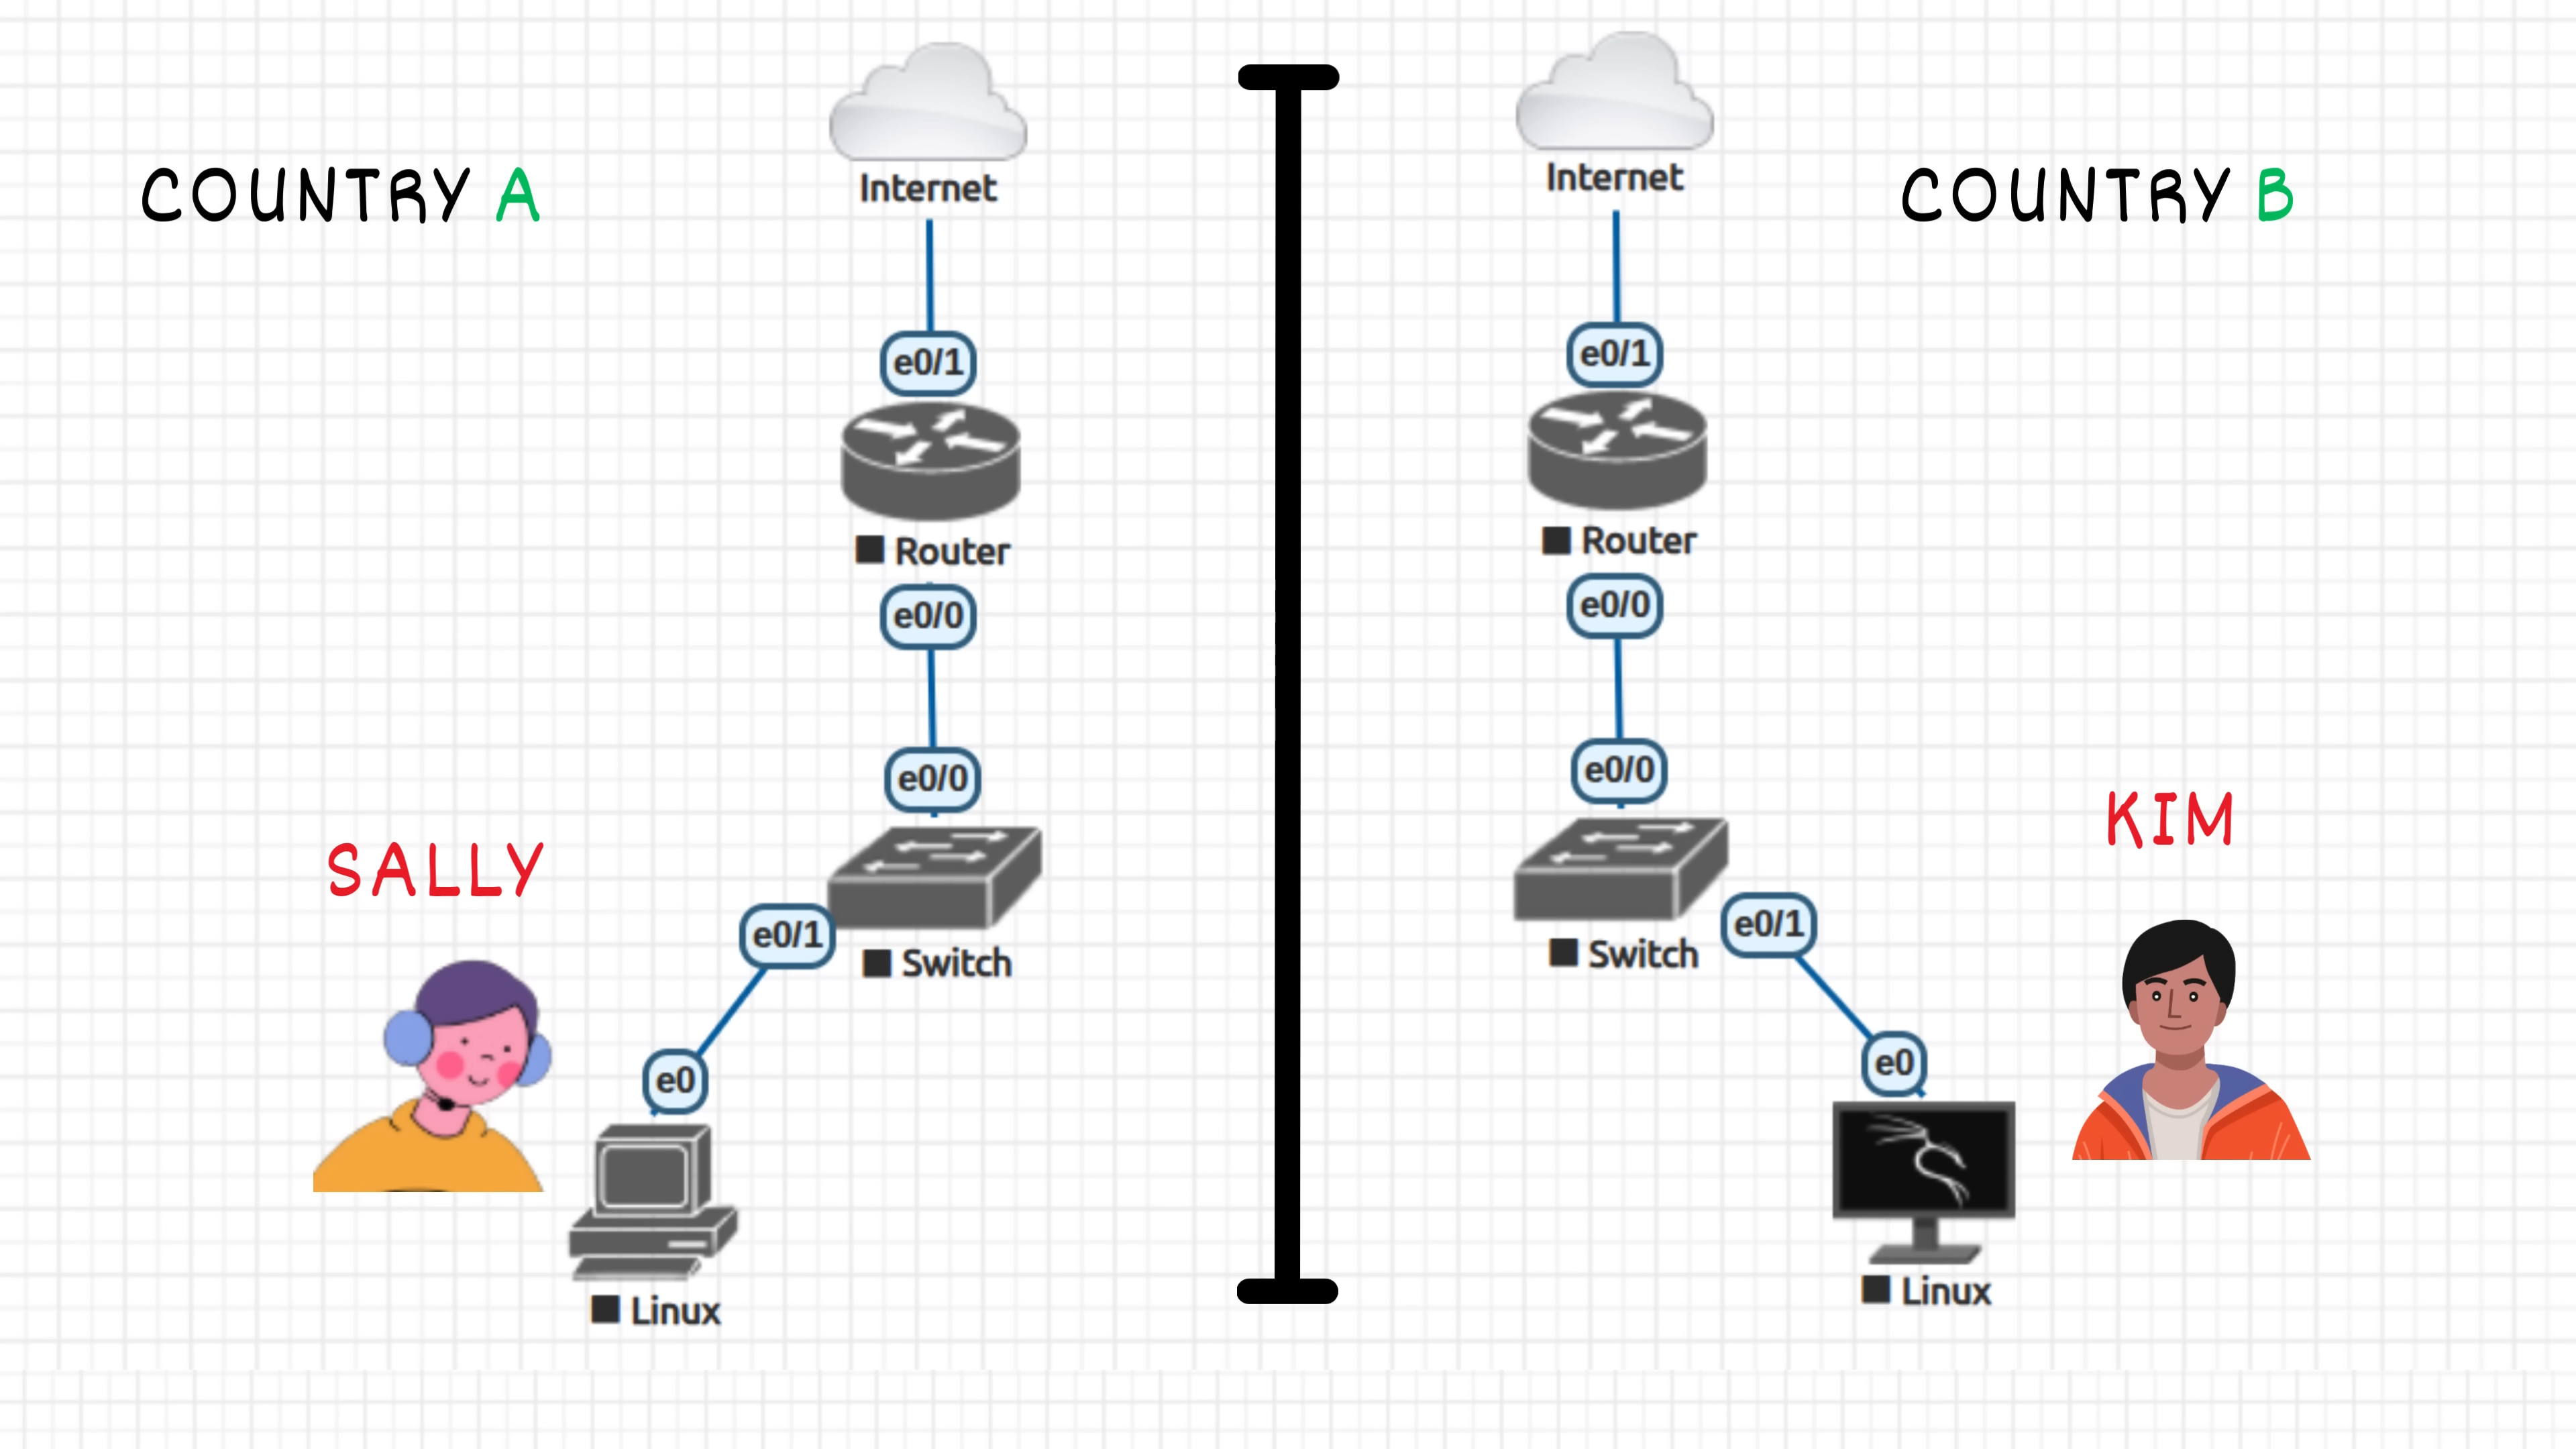 COUNTRY A
Internet
e0/1
Router
e0/0
e0/0
Switch
e0/1
e0
Linux
SALLY
COUNTRY B
Internet
e0/1
Router
e0/0
e0/0
Switch
e0/1
e0
Linux
KIM